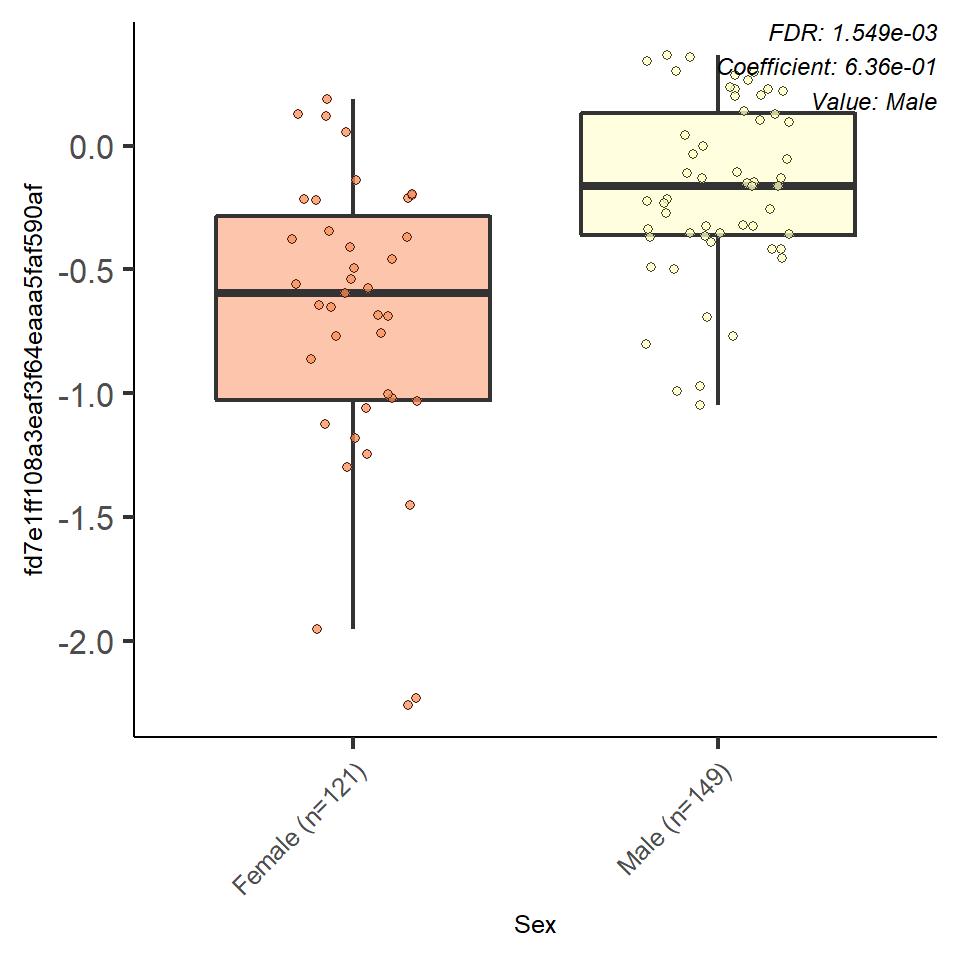 FDR: 1.549e-03
Coefficient: 6.36e-01
Value: Male
0.0
-0.5
-1.0
-1.5
-2.0
fd7e1ff108a3eaf3f64eaaa5faf590af
Female (n=121)
Male (n=149)
Sex